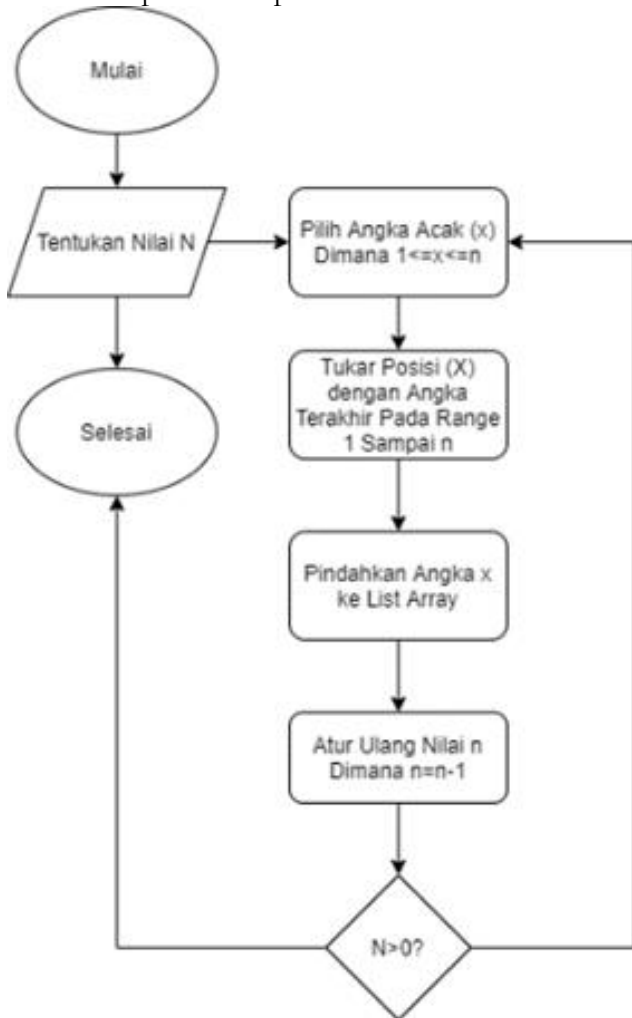 Mulai
Tentukan Nilai N
Pilih Angka Acak (x)
Dimana 1<=x<=n
Tukar Posisi (X)
dengan Angka
Terakhir Pada Range
1 Sampai n
Selesai
Pindahkan Angka x
ke List Array
Atur Ulang Nilai n
Dimana n=n-1
N>0?